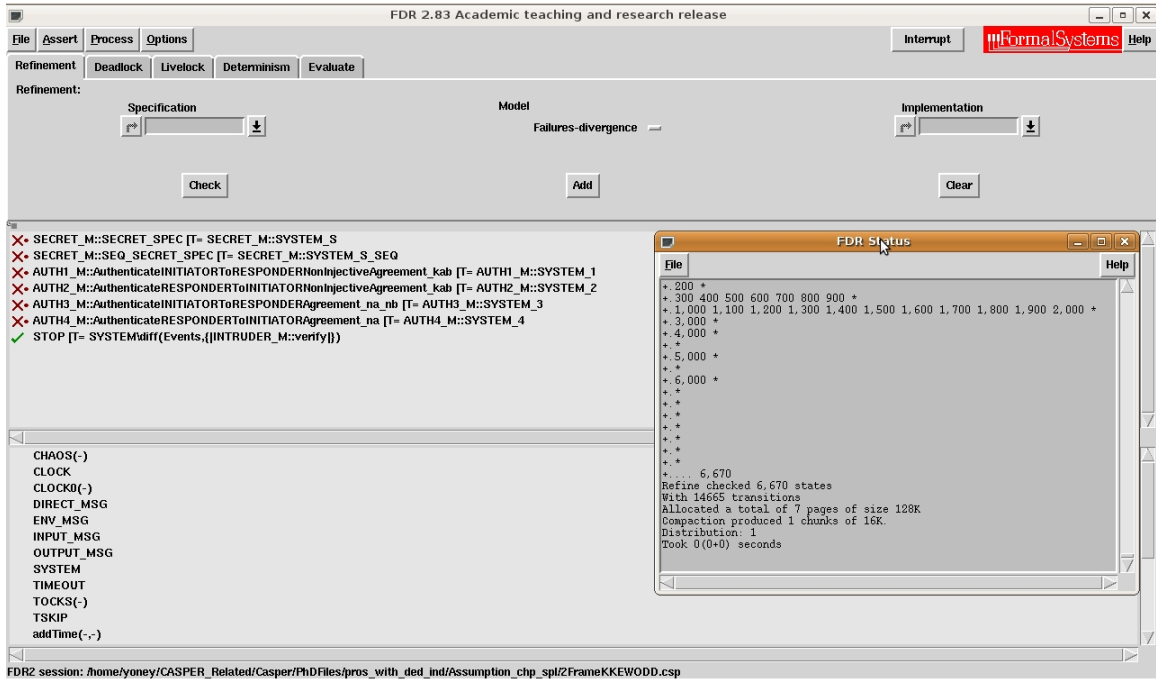 FDR 2.83 Academic teaching and research release
File Assert Process Options Interrupt FormalSystems Help
Refinement Deadlock Livelock Determinism Evaluate
Refinement:
Specification Model Implementation
Failures-divergence
Check Add Clear
SECRET_M::SECRET_SPEC [T= SECRET_M::SYSTEM_S
SECRET_M::SEQ_SECRET_SPEC [T= SECRET_M::SYSTEM_S_SEQ
AUTH1_M::AuthenticateINITIATORToRESPONDERNonInjectiveAgreement_kab [T= AUTH1_M::SYSTEM_1
AUTH2_M::AuthenticateRESPONDERToINITIATORNonInjectiveAgreement_kab [T= AUTH2_M::SYSTEM_2
AUTH3_M::AuthenticateINITIATORToRESPONDERAgreement_na_nb [T= AUTH3_M::SYSTEM_3
AUTH4_M::AuthenticateRESPONDERToINITIATORAgreement_na [T= AUTH4_M::SYSTEM_4
STOP [T= SYSTEM\diff(Events,{|INTRUDER_M::verify|})
CHAOS(-)
CLOCK
CLOCK0(-)
DIRECT_MSG
ENV_MSG
INPUT_MSG
OUTPUT_MSG
SYSTEM
TIMEOUT
TOCKS(-)
TSKIP
addTime(-,-)
FDR Status
File Help
+.200 *
+.300 400 500 600 700 800 900 *
+.1,000 1,100 1,200 1,300 1,400 1,500 1,600 1,700 1,800 1,900 2,000 *
+.3,000 *
+.4,000 *
+.*
+.5,000 *
+.*
+.6,000 *
+.*
+.*
+.*
+.*
+.*
+.*
+.*
+.... 6,670
Refine checked 6,670 states
With 14665 transitions
Allocated a total of 7 pages of size 128K
Compaction produced 1 chunks of 16K.
Distribution: 1
Took 0(0+0) seconds
FDR2 session: /home/yoney/CASPER_Related/Casper/PhDFiles/pros_with_ded_ind/Assumption_chp_spl/2FrameKKEWODD.csp